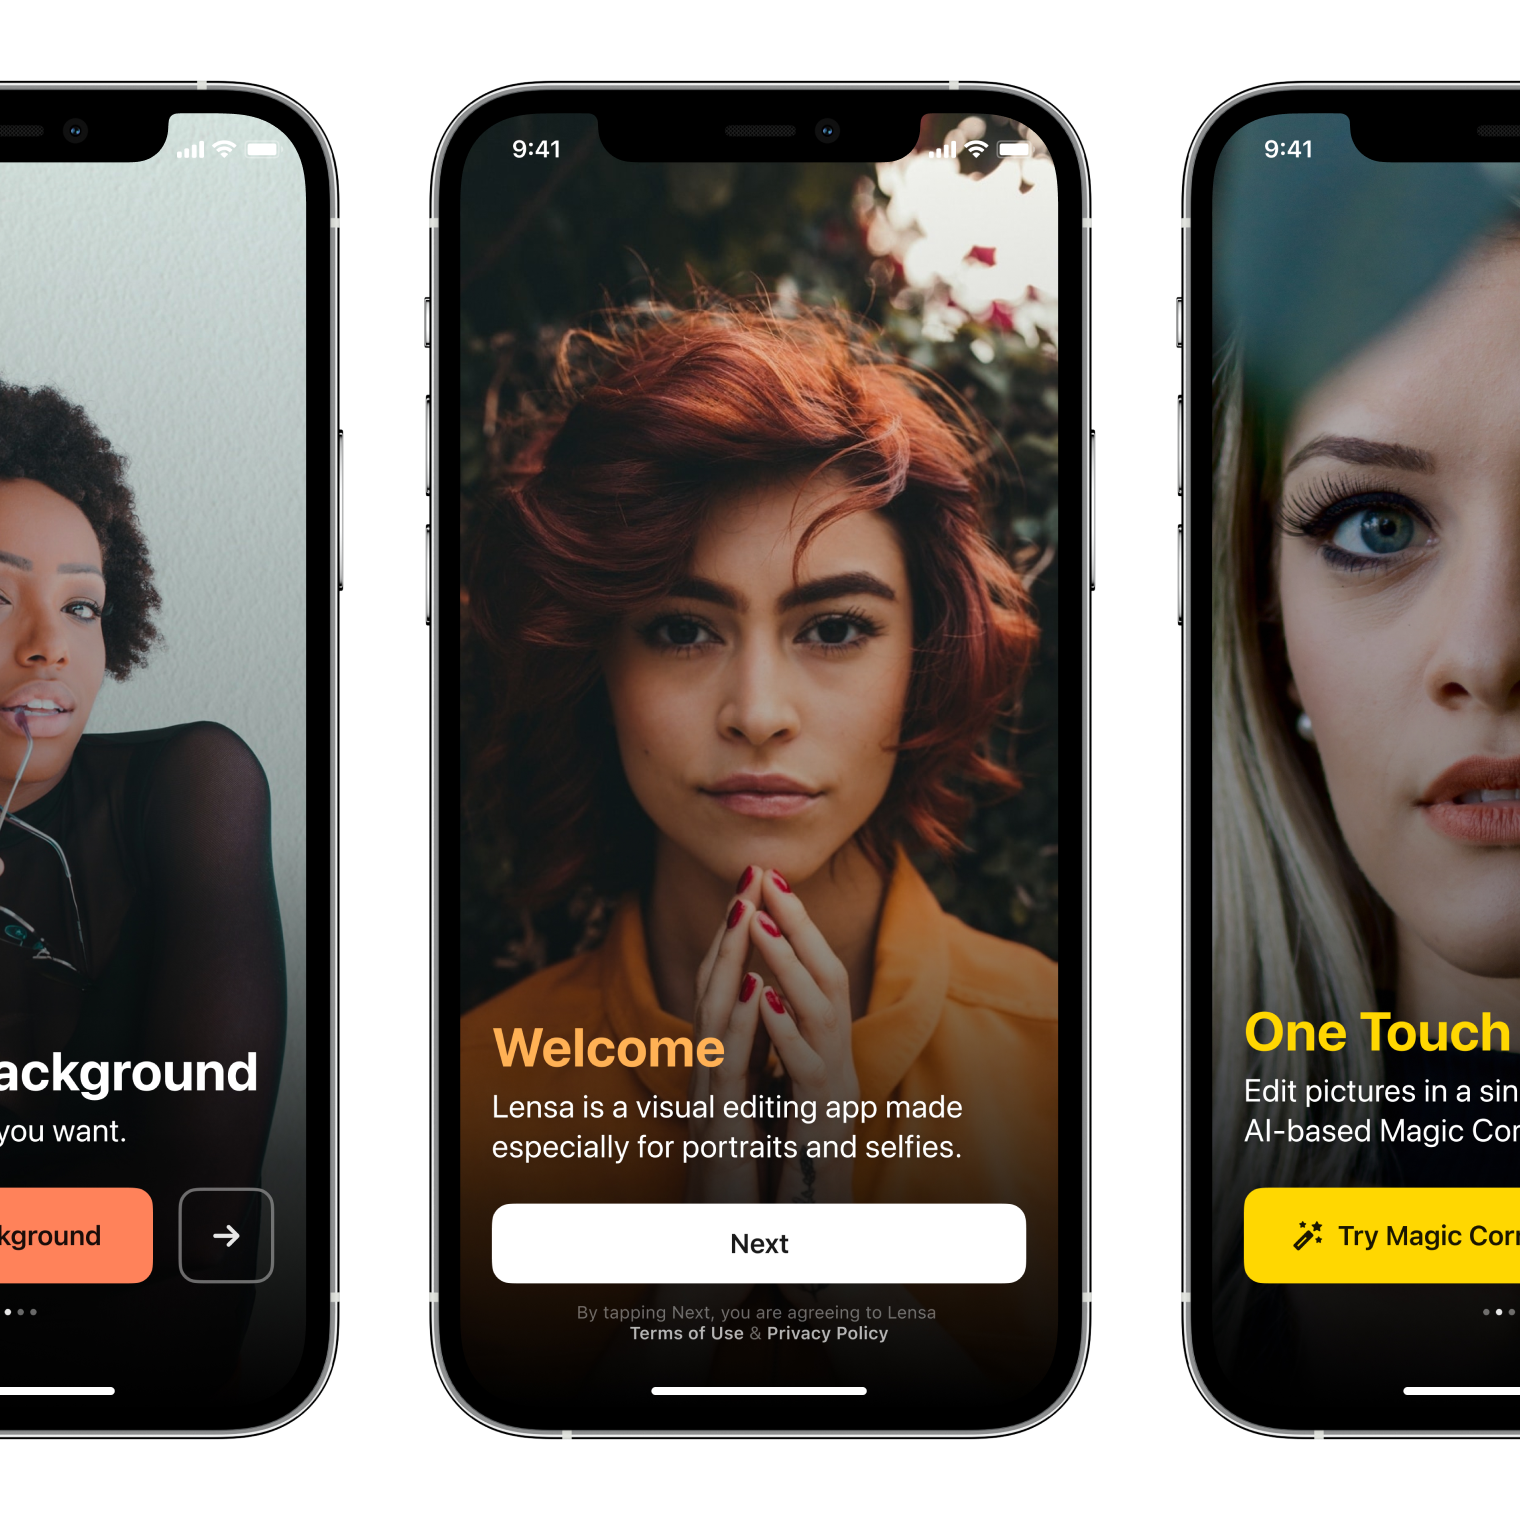 ackground
you want.
kground
9:41
Welcome
Lensa is a visual editing app made
especially for portraits and selfies.
Next
By tapping Next, you are agreeing to Lensa
Terms of Use & Privacy Policy
9:41
One Touch
Edit pictures in a sin
AI-based Magic Cor
Try Magic Corr